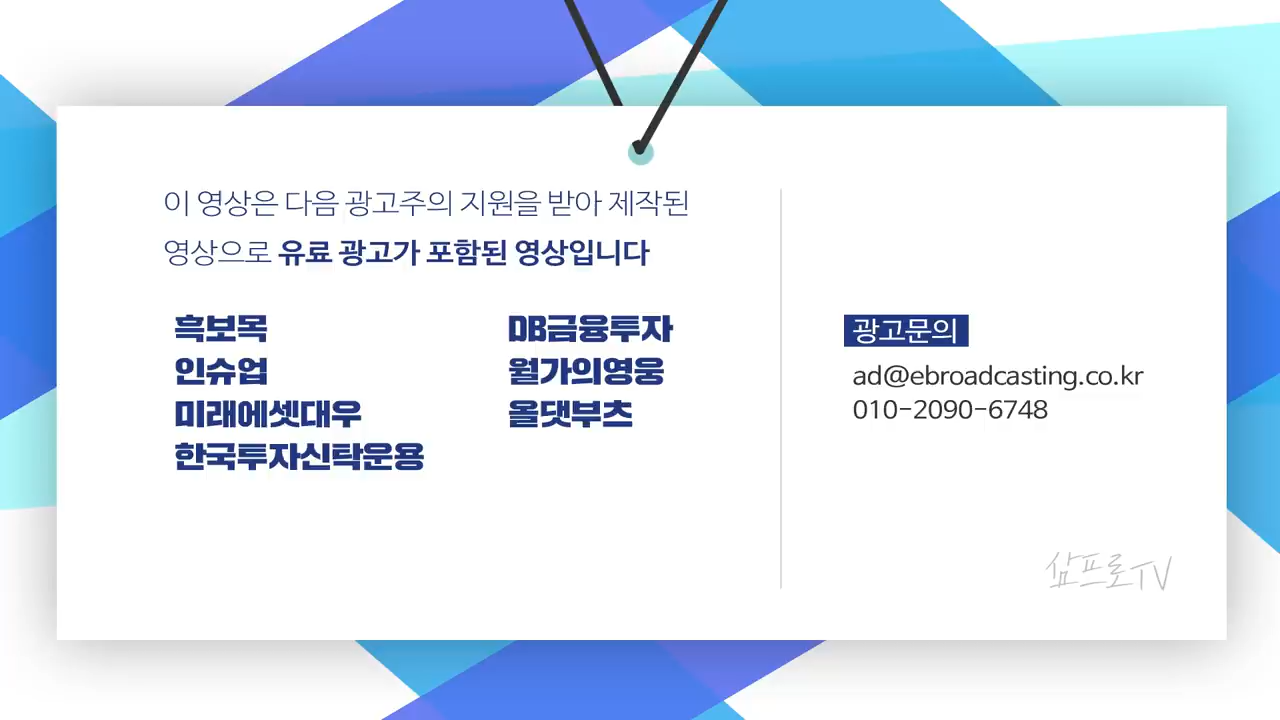 이 영상은 다음 광고주의 지원을 받아 제작된
영상으로 유료 광고가 포함된 영상입니다
흑보목
인슈업
미래에셋대우
한국투자신탁운용
DB금융투자
월가의영웅
올댓부츠
광고문의
ad@ebroadcasting.co.kr
010-2090-6748
삼프로TV